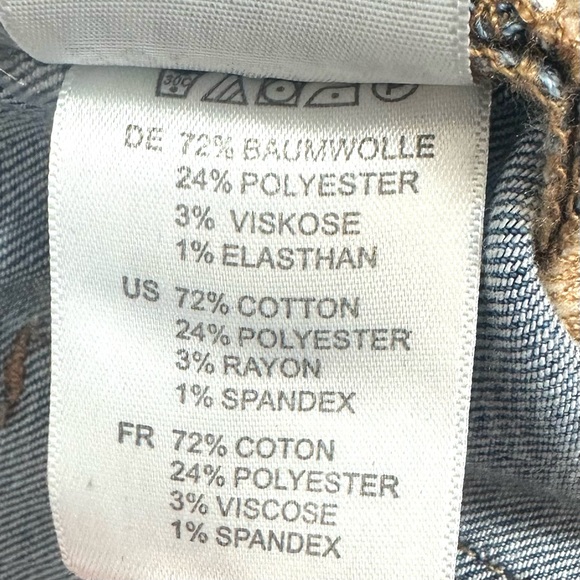 30C P
DE 72% BAUMWOLLE
24% POLYESTER
3% VISKOSE
1% ELASTHAN
US 72% COTTON
24% POLYESTER
3% RAYON
1% SPANDEX
FR 72% COTON
24% POLYESTER
3% VISCOSE
1% SPANDEX